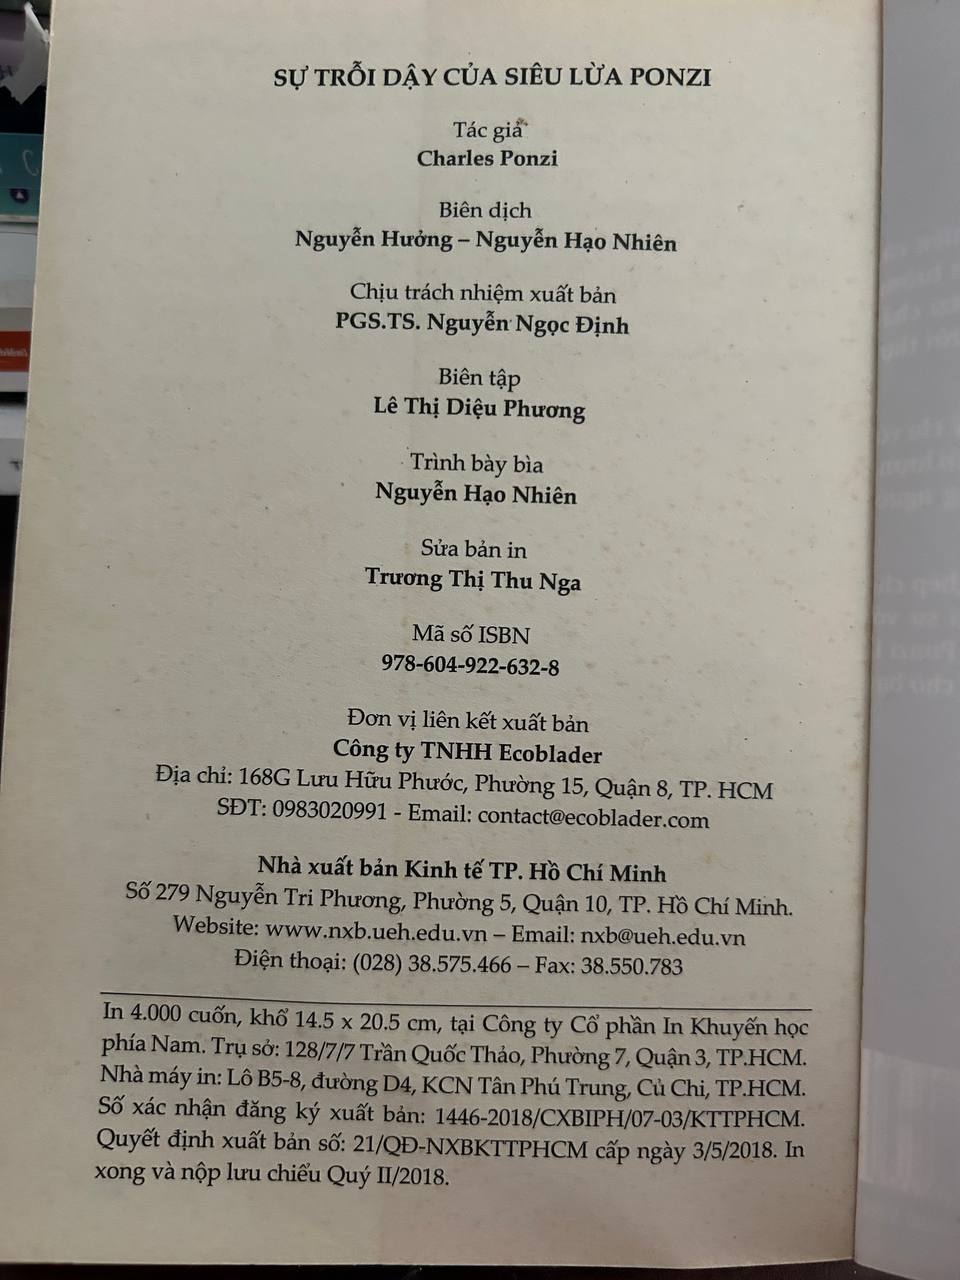 SỰ TRỖI DẬY CỦA SIÊU LỪA PONZI
Tác giả
Charles Ponzi
Biên dịch
Nguyễn Hưởng – Nguyễn Hạo Nhiên
Chịu trách nhiệm xuất bản
PGS.TS. Nguyễn Ngọc Định
Biên tập
Lê Thị Diệu Phương
Trình bày bìa
Nguyễn Hạo Nhiên
Sửa bản in
Trương Thị Thu Nga
Mã số ISBN
978-604-922-632-8
Đơn vị liên kết xuất bản
Công ty TNHH Ecoblader
Địa chỉ: 168G Lưu Hữu Phước, Phường 15, Quận 8, TP. HCM
SĐT: 0983020991 - Email: contact@ecoblader.com
Nhà xuất bản Kinh tế TP. Hồ Chí Minh
Số 279 Nguyễn Tri Phương, Phường 5, Quận 10, TP. Hồ Chí Minh.
Website: www.nxb.ueh.edu.vn – Email: nxb@ueh.edu.vn
Điện thoại: (028) 38.575.466 – Fax: 38.550.783
In 4.000 cuốn, khổ 14.5 x 20.5 cm, tại Công ty Cổ phần In Khuyến học
phía Nam. Trụ sở: 128/7/7 Trần Quốc Thảo, Phường 7, Quận 3, TP.HCM.
Nhà máy in: Lô B5-8, đường D4, KCN Tân Phú Trung, Củ Chi, TP.HCM.
Số xác nhận đăng ký xuất bản: 1446-2018/CXBIPH/07-03/KTTPHCM.
Quyết định xuất bản số: 21/QĐ-NXBKTTPHCM cấp ngày 3/5/2018. In
xong và nộp lưu chiểu Quý II/2018.